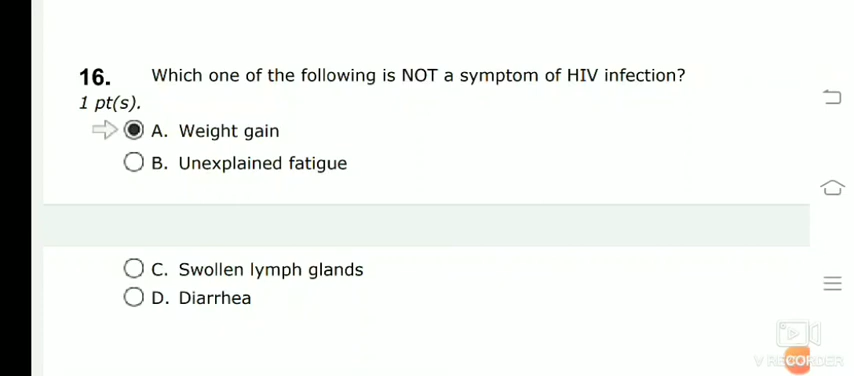 16. Which one of the following is NOT a symptom of HIV infection?
1 pt(s).
A. Weight gain
B. Unexplained fatigue
C. Swollen lymph glands
D. Diarrhea
V RECORDER